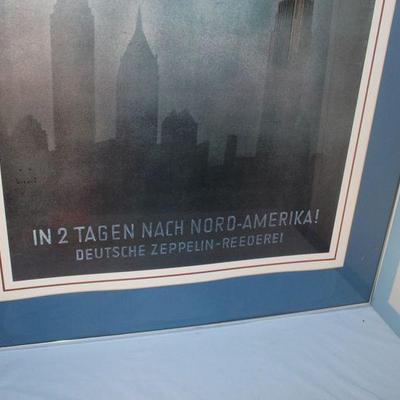 IN 2 TAGEN NACH NORD-AMERIKA!
DEUTSCHE ZEPPELIN-REEDEREI